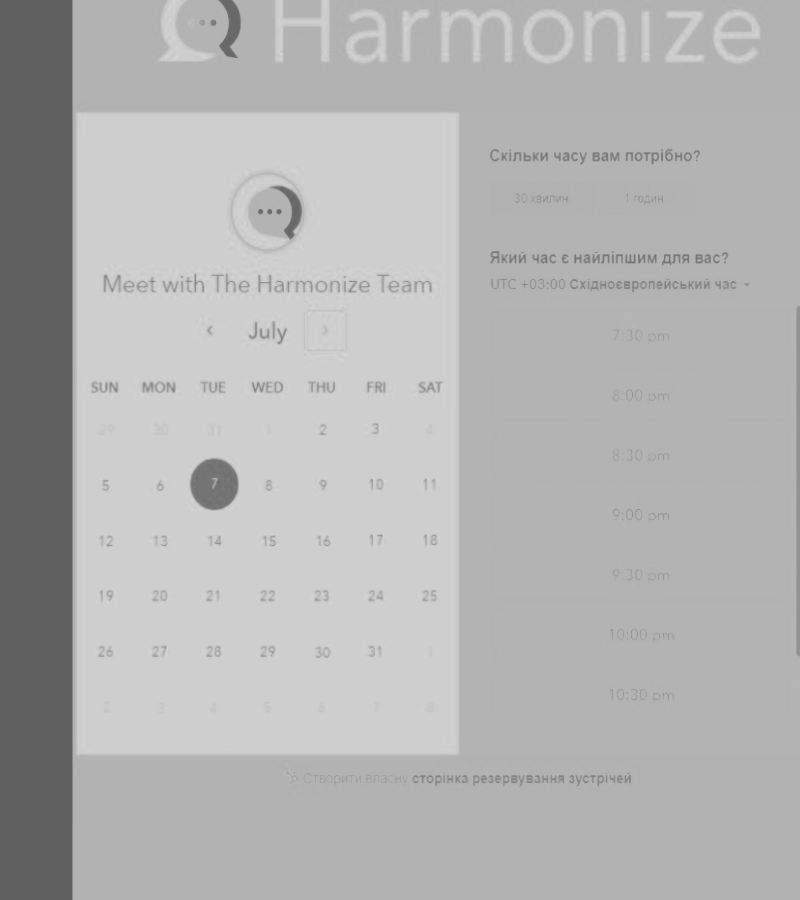 Harmonize
Meet with The Harmonize Team
July
SUN MON TUE WED THU FRI SAT
29 30 31 1 2 3 4
5 6 7 8 9 10 11
12 13 14 15 16 17 18
19 20 21 22 23 24 25
26 27 28 29 30 31 1
2 3 4 5 6 7 8
Скільки часу вам потрібно?
30 хвилин 1 годин
Який час є найліпшим для вас?
UTC +03:00 Східноєвропейський час
7:30 pm
8:00 pm
8:30 pm
9:00 pm
9:30 pm
10:00 pm
10:30 pm
Створити власну сторінка резервування зустрічей